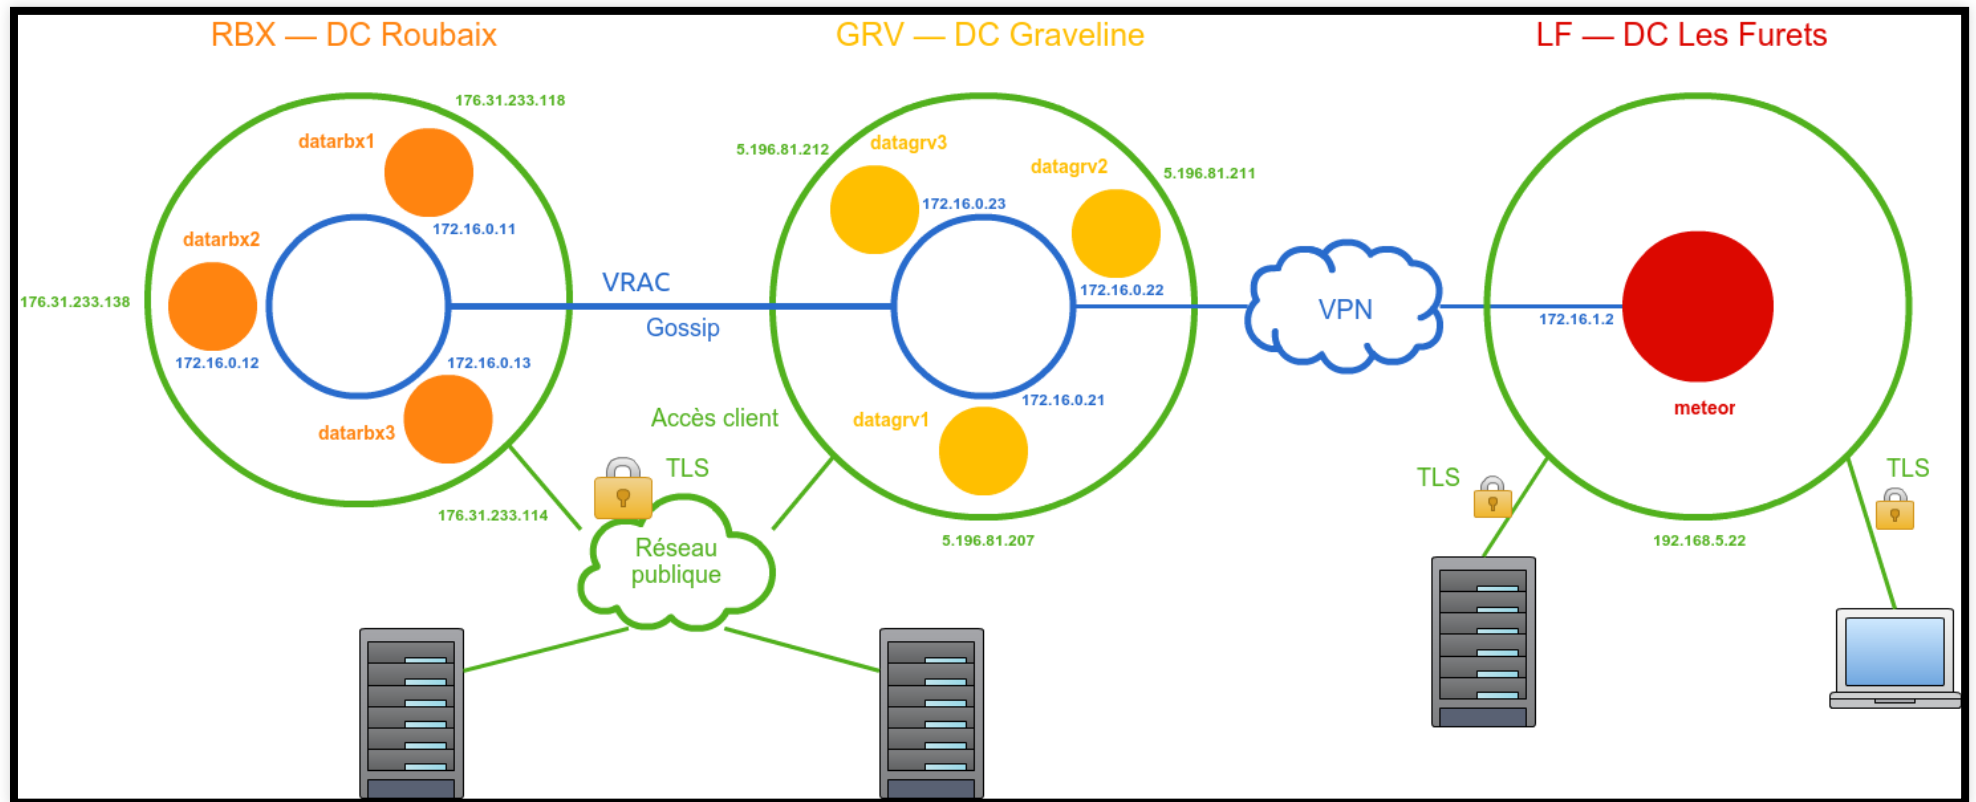 RBX — DC Roubaix
GRV — DC Graveline
LF — DC Les Furets
176.31.233.118
datarbx1
172.16.0.11
datarbx2
176.31.233.138
172.16.0.12
172.16.0.13
datarbx3
176.31.233.114
VRAC
Gossip
5.196.81.212
datagrv3
172.16.0.23
datagrv2
5.196.81.211
172.16.0.22
172.16.0.21
datagrv1
5.196.81.207
Accès client
TLS
Réseau
publique
VPN
172.16.1.2
meteor
TLS
TLS
192.168.5.22